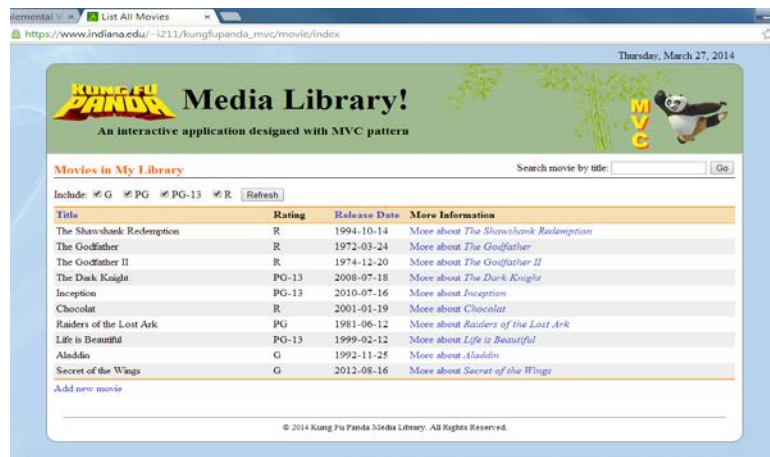 List All Movies
https://www.indiana.edu/~i211/kungfupanda_mvc/movie/index
Thursday, March 27, 2014
KUNG FU PANDA Media Library!
An interactive application designed with MVC pattern
MVC
Movies in My Library
Search movie by title: Go
Include: G PG PG-13 R Refresh
Title Rating Release Date More Information
The Shawshank Redemption R 1994-10-14 More about The Shawshank Redemption
The Godfather R 1972-03-24 More about The Godfather
The Godfather II R 1974-12-20 More about The Godfather II
The Dark Knight PG-13 2008-07-18 More about The Dark Knight
Inception PG-13 2010-07-16 More about Inception
Chocolat R 2001-01-19 More about Chocolat
Raiders of the Lost Ark PG 1981-06-12 More about Raiders of the Lost Ark
Life is Beautiful PG-13 1999-02-12 More about Life is Beautiful
Aladdin G 1992-11-25 More about Aladdin
Secret of the Wings G 2012-08-16 More about Secret of the Wings
Add new movie
© 2014 Kung Fu Panda Media Library. All Rights Reserved.